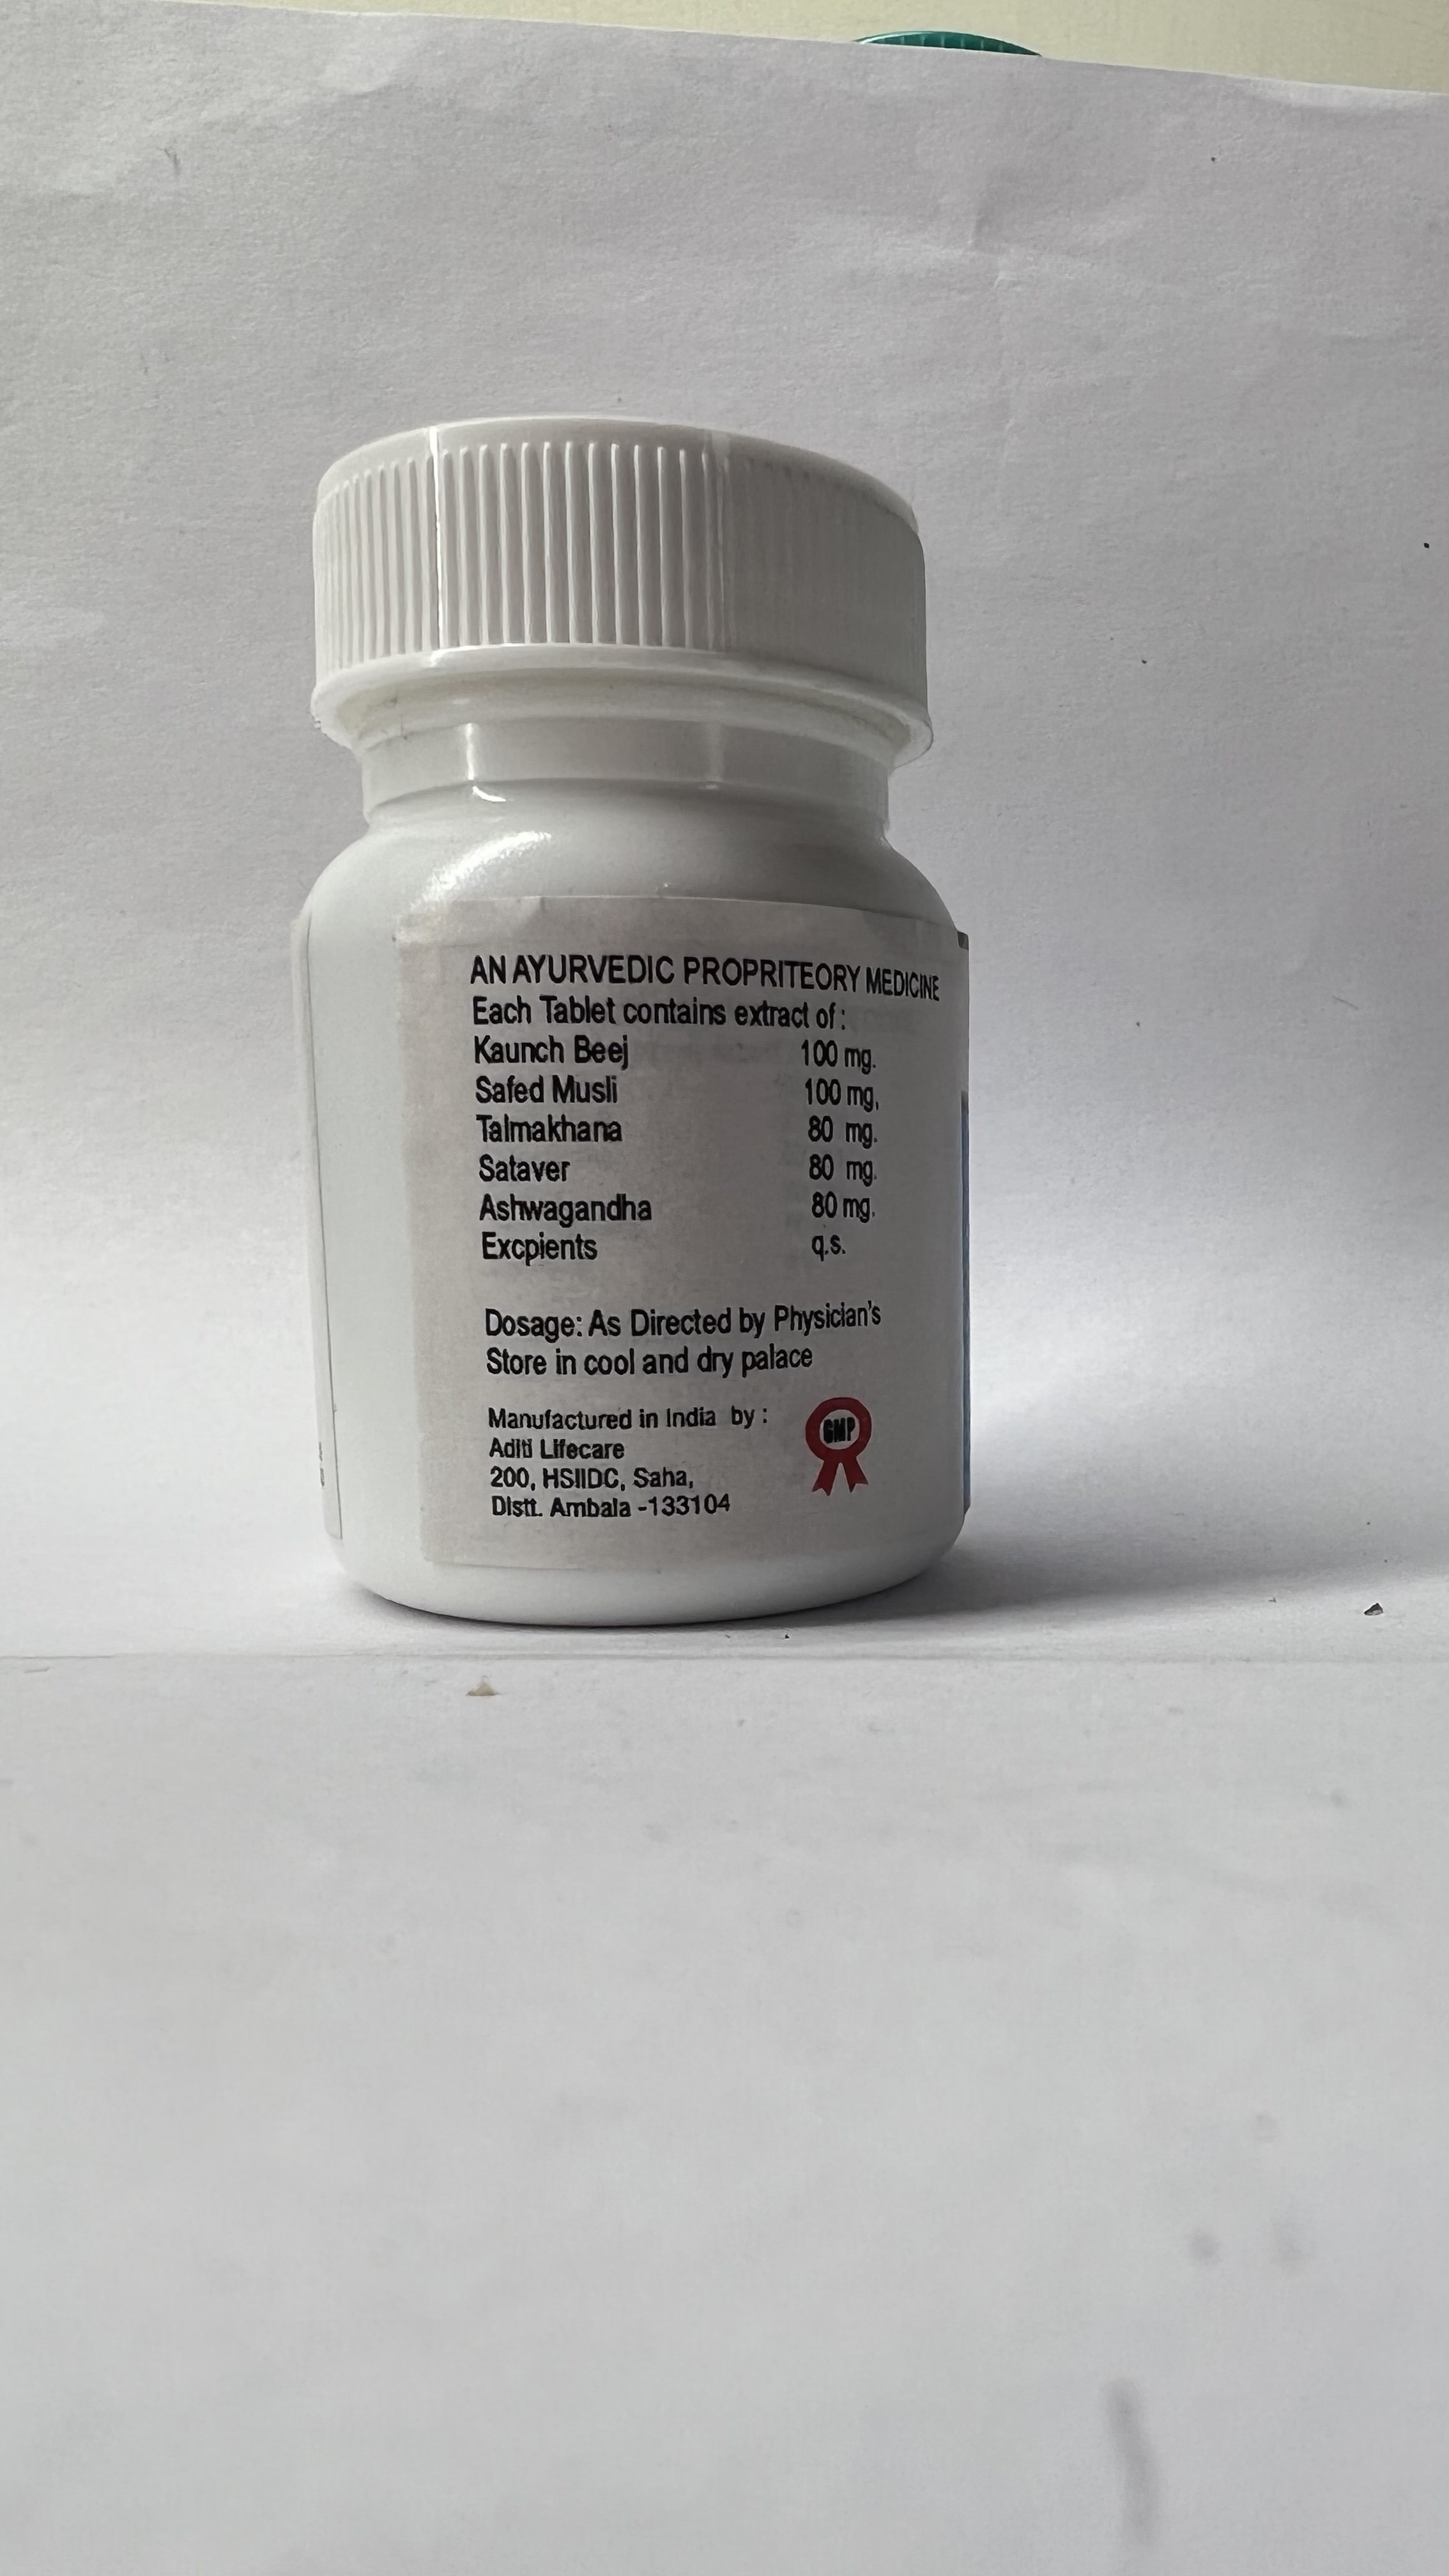 AN AYURVEDIC PROPRITEORY MEDICINE
Each Tablet contains extract of :
Kaunch Beej 100 mg.
Safed Musli 100 mg,
Talmakhana 80 mg.
Sataver 80 mg.
Ashwagandha 80 mg.
Excpients q.s.
Dosage: As Directed by Physician's
Store in cool and dry palace
Manufactured in India by :
Aditi Lifecare
200, HSIIDC, Saha,
Distt. Ambala -133104
GMP